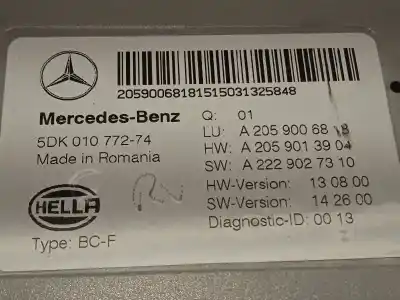 20590068181515031325848
Mercedes-Benz
Q: 01
5DK 010 772-74
LU: A 205 900 68 18
Made in Romania
HW: A 205 901 39 04
SW: A 222 902 73 10
HELLA
HW-Version: 13 08 00
SW-Version: 14 26 00
Diagnostic-ID: 00 13
Type: BC-F